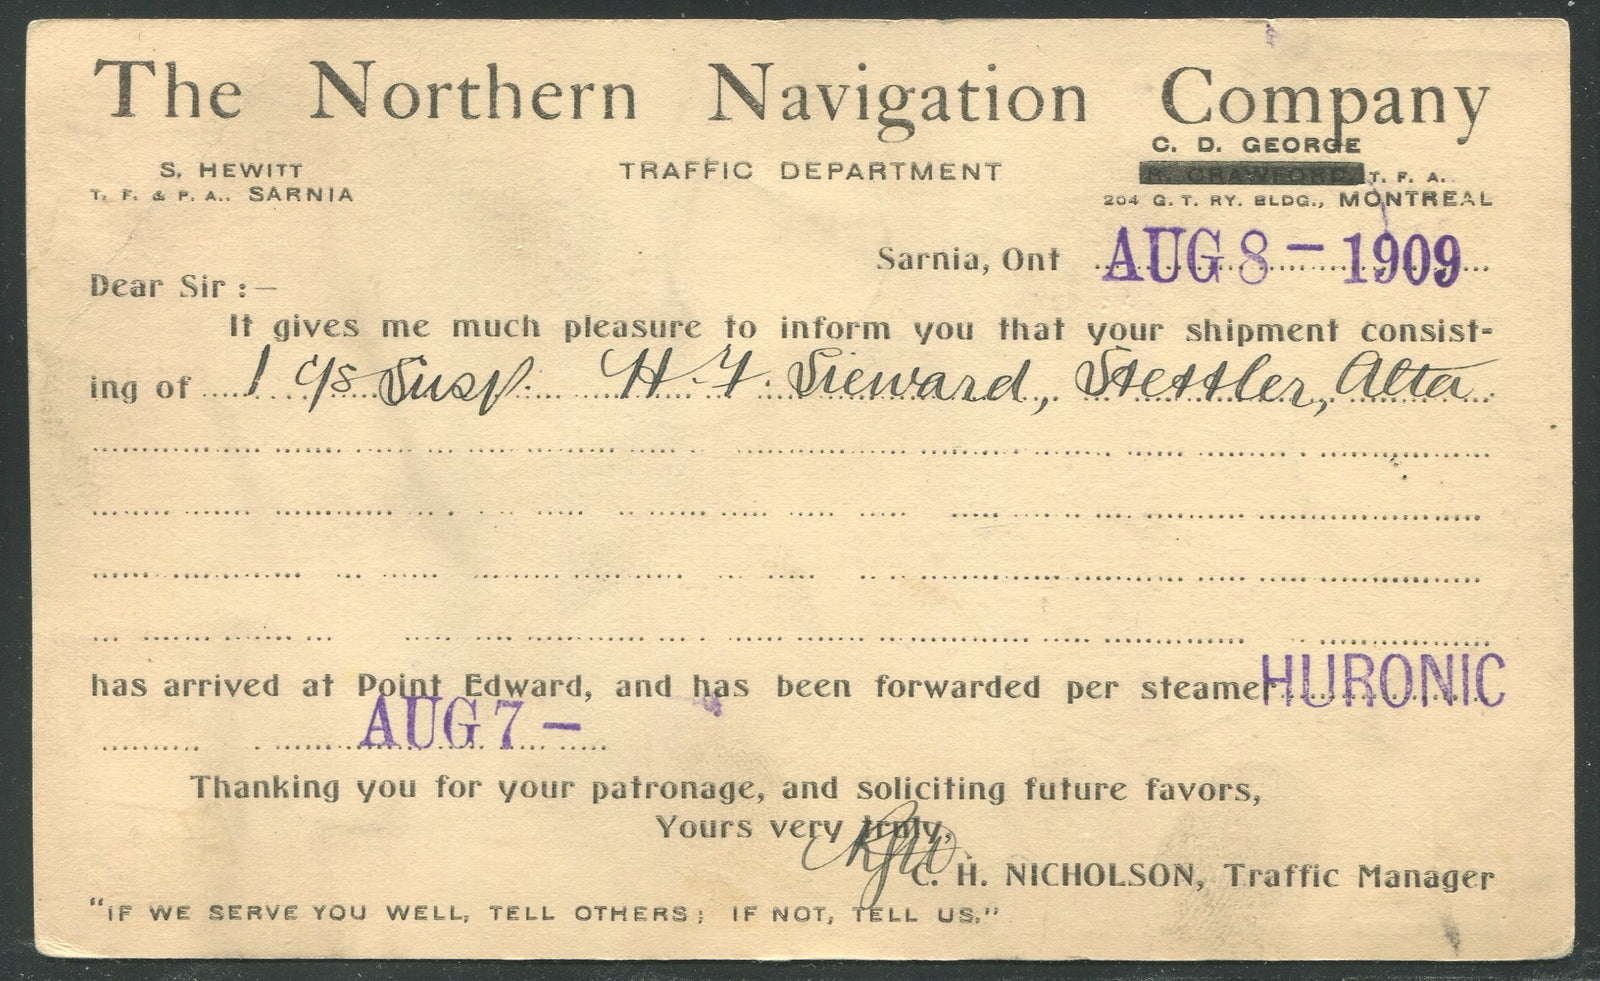 The Northern Navigation Company
S. HEWITT
T. F. & P. A., SARNIA
TRAFFIC DEPARTMENT
C. D. GEORGE
R. CRAWFORD, T. F. A.
204 G. T. RY. BLDG., MONTREAL
Sarnia, Ont AUG 8 - 1909
Dear Sir :—
It gives me much pleasure to inform you that your shipment consist-
ing of 1 c/s Susp. H. F. Sieward, Stettler, Alta
has arrived at Point Edward, and has been forwarded per steamer HURONIC
AUG 7 -
Thanking you for your patronage, and soliciting future favors,
Yours very truly,
C. H. NICHOLSON, Traffic Manager
"IF WE SERVE YOU WELL, TELL OTHERS; IF NOT, TELL US."